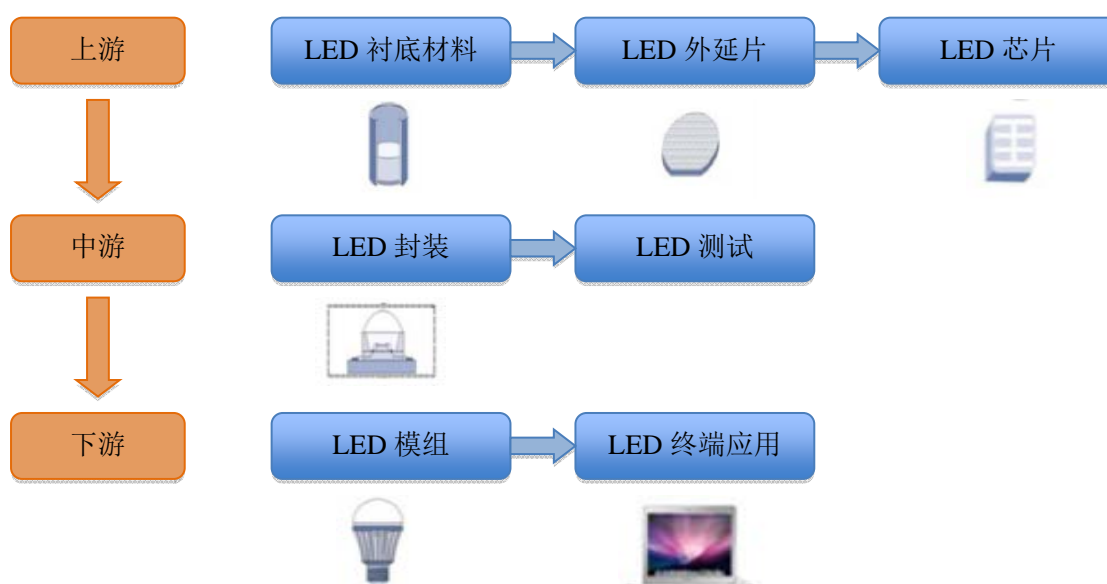 上游
LED 衬底材料
LED 外延片
LED 芯片
中游
LED 封装
LED 测试
下游
LED 模组
LED 终端应用